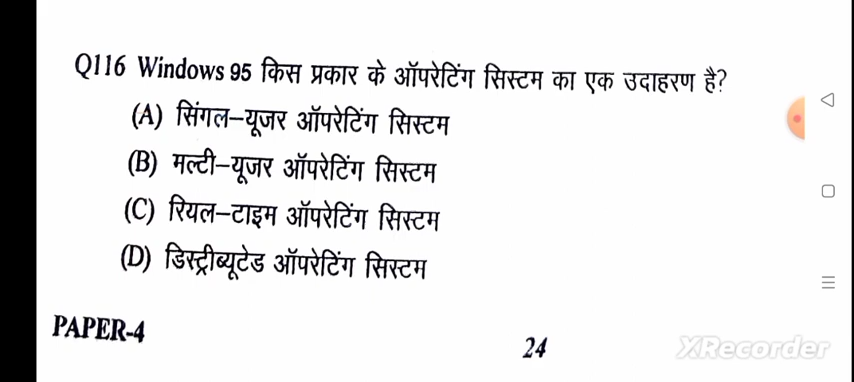 Q116 Windows 95 किस प्रकार के ऑपरेटिंग सिस्टम का एक उदाहरण है?
(A) सिंगल-यूजर ऑपरेटिंग सिस्टम
(B) मल्टी-यूजर ऑपरेटिंग सिस्टम
(C) रियल-टाइम ऑपरेटिंग सिस्टम
(D) डिस्ट्रीब्यूटेड ऑपरेटिंग सिस्टम
PAPER-4
24
XRecorder